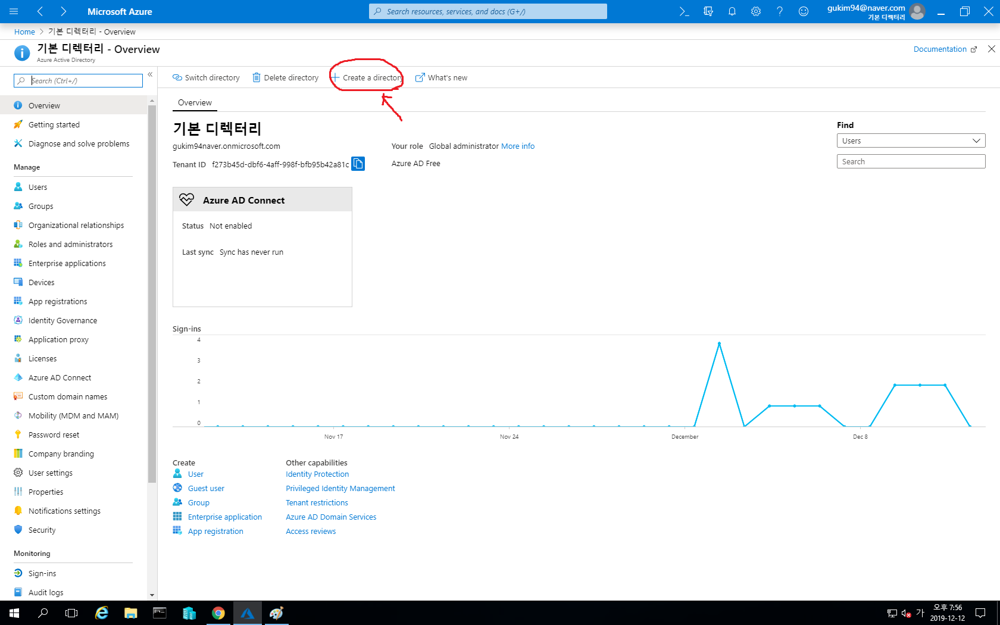 Microsoft Azure
Search resources, services, and docs (G+/)
gukim94@naver.com
기본 디렉터리
Home > 기본 디렉터리 - Overview
기본 디렉터리 - Overview
Azure Active Directory
Documentation
Search (Ctrl+/)
«
Overview
Getting started
Diagnose and solve problems
Manage
Users
Groups
Organizational relationships
Roles and administrators
Enterprise applications
Devices
App registrations
Identity Governance
Application proxy
Licenses
Azure AD Connect
Custom domain names
Mobility (MDM and MAM)
Password reset
Company branding
User settings
Properties
Notifications settings
Security
Monitoring
Sign-ins
Audit logs
Switch directory
Delete directory
Create a directory
What's new
Overview
기본 디렉터리
gukim94naver.onmicrosoft.com
Your role Global administrator More info
Tenant ID f273b45d-dbf6-4aff-998f-bfb95b42a81c
Azure AD Free
Find
Users
Search
Azure AD Connect
Status Not enabled
Last sync Sync has never run
Sign-ins
4
3
2
1
0
Nov 17
Nov 24
December
Dec 8
Create
User
Guest user
Group
Enterprise application
App registration
Other capabilities
Identity Protection
Privileged Identity Management
Tenant restrictions
Azure AD Domain Services
Access reviews
가
오후 7:56
2019-12-12